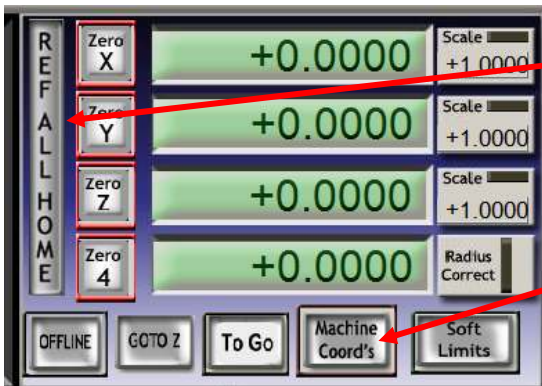 REF ALL HOME
Zero
X
+0.0000
Scale
+1.0000
Zero
Y
+0.0000
Scale
+1.0000
Zero
Z
+0.0000
Scale
+1.0000
Zero
4
+0.0000
Radius
Correct
OFFLINE
GOTO Z
To Go
Machine
Coord's
Soft
Limits